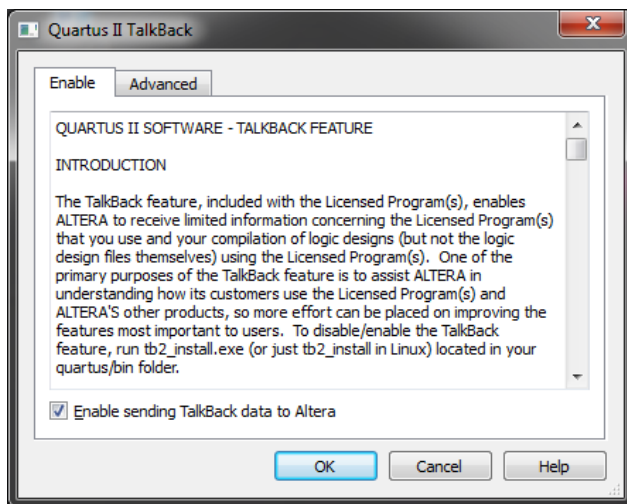 Quartus II TalkBack
Enable
Advanced
QUARTUS II SOFTWARE - TALKBACK FEATURE
INTRODUCTION
The TalkBack feature, included with the Licensed Program(s), enables
ALTERA to receive limited information concerning the Licensed Program(s)
that you use and your compilation of logic designs (but not the logic
design files themselves) using the Licensed Program(s).  One of the
primary purposes of the TalkBack feature is to assist ALTERA in
understanding how its customers use the Licensed Program(s) and
ALTERA'S other products, so more effort can be placed on improving the
features most important to users.  To disable/enable the TalkBack
feature, run tb2_install.exe (or just tb2_install in Linux) located in your
quartus/bin folder.
Enable sending TalkBack data to Altera
OK
Cancel
Help